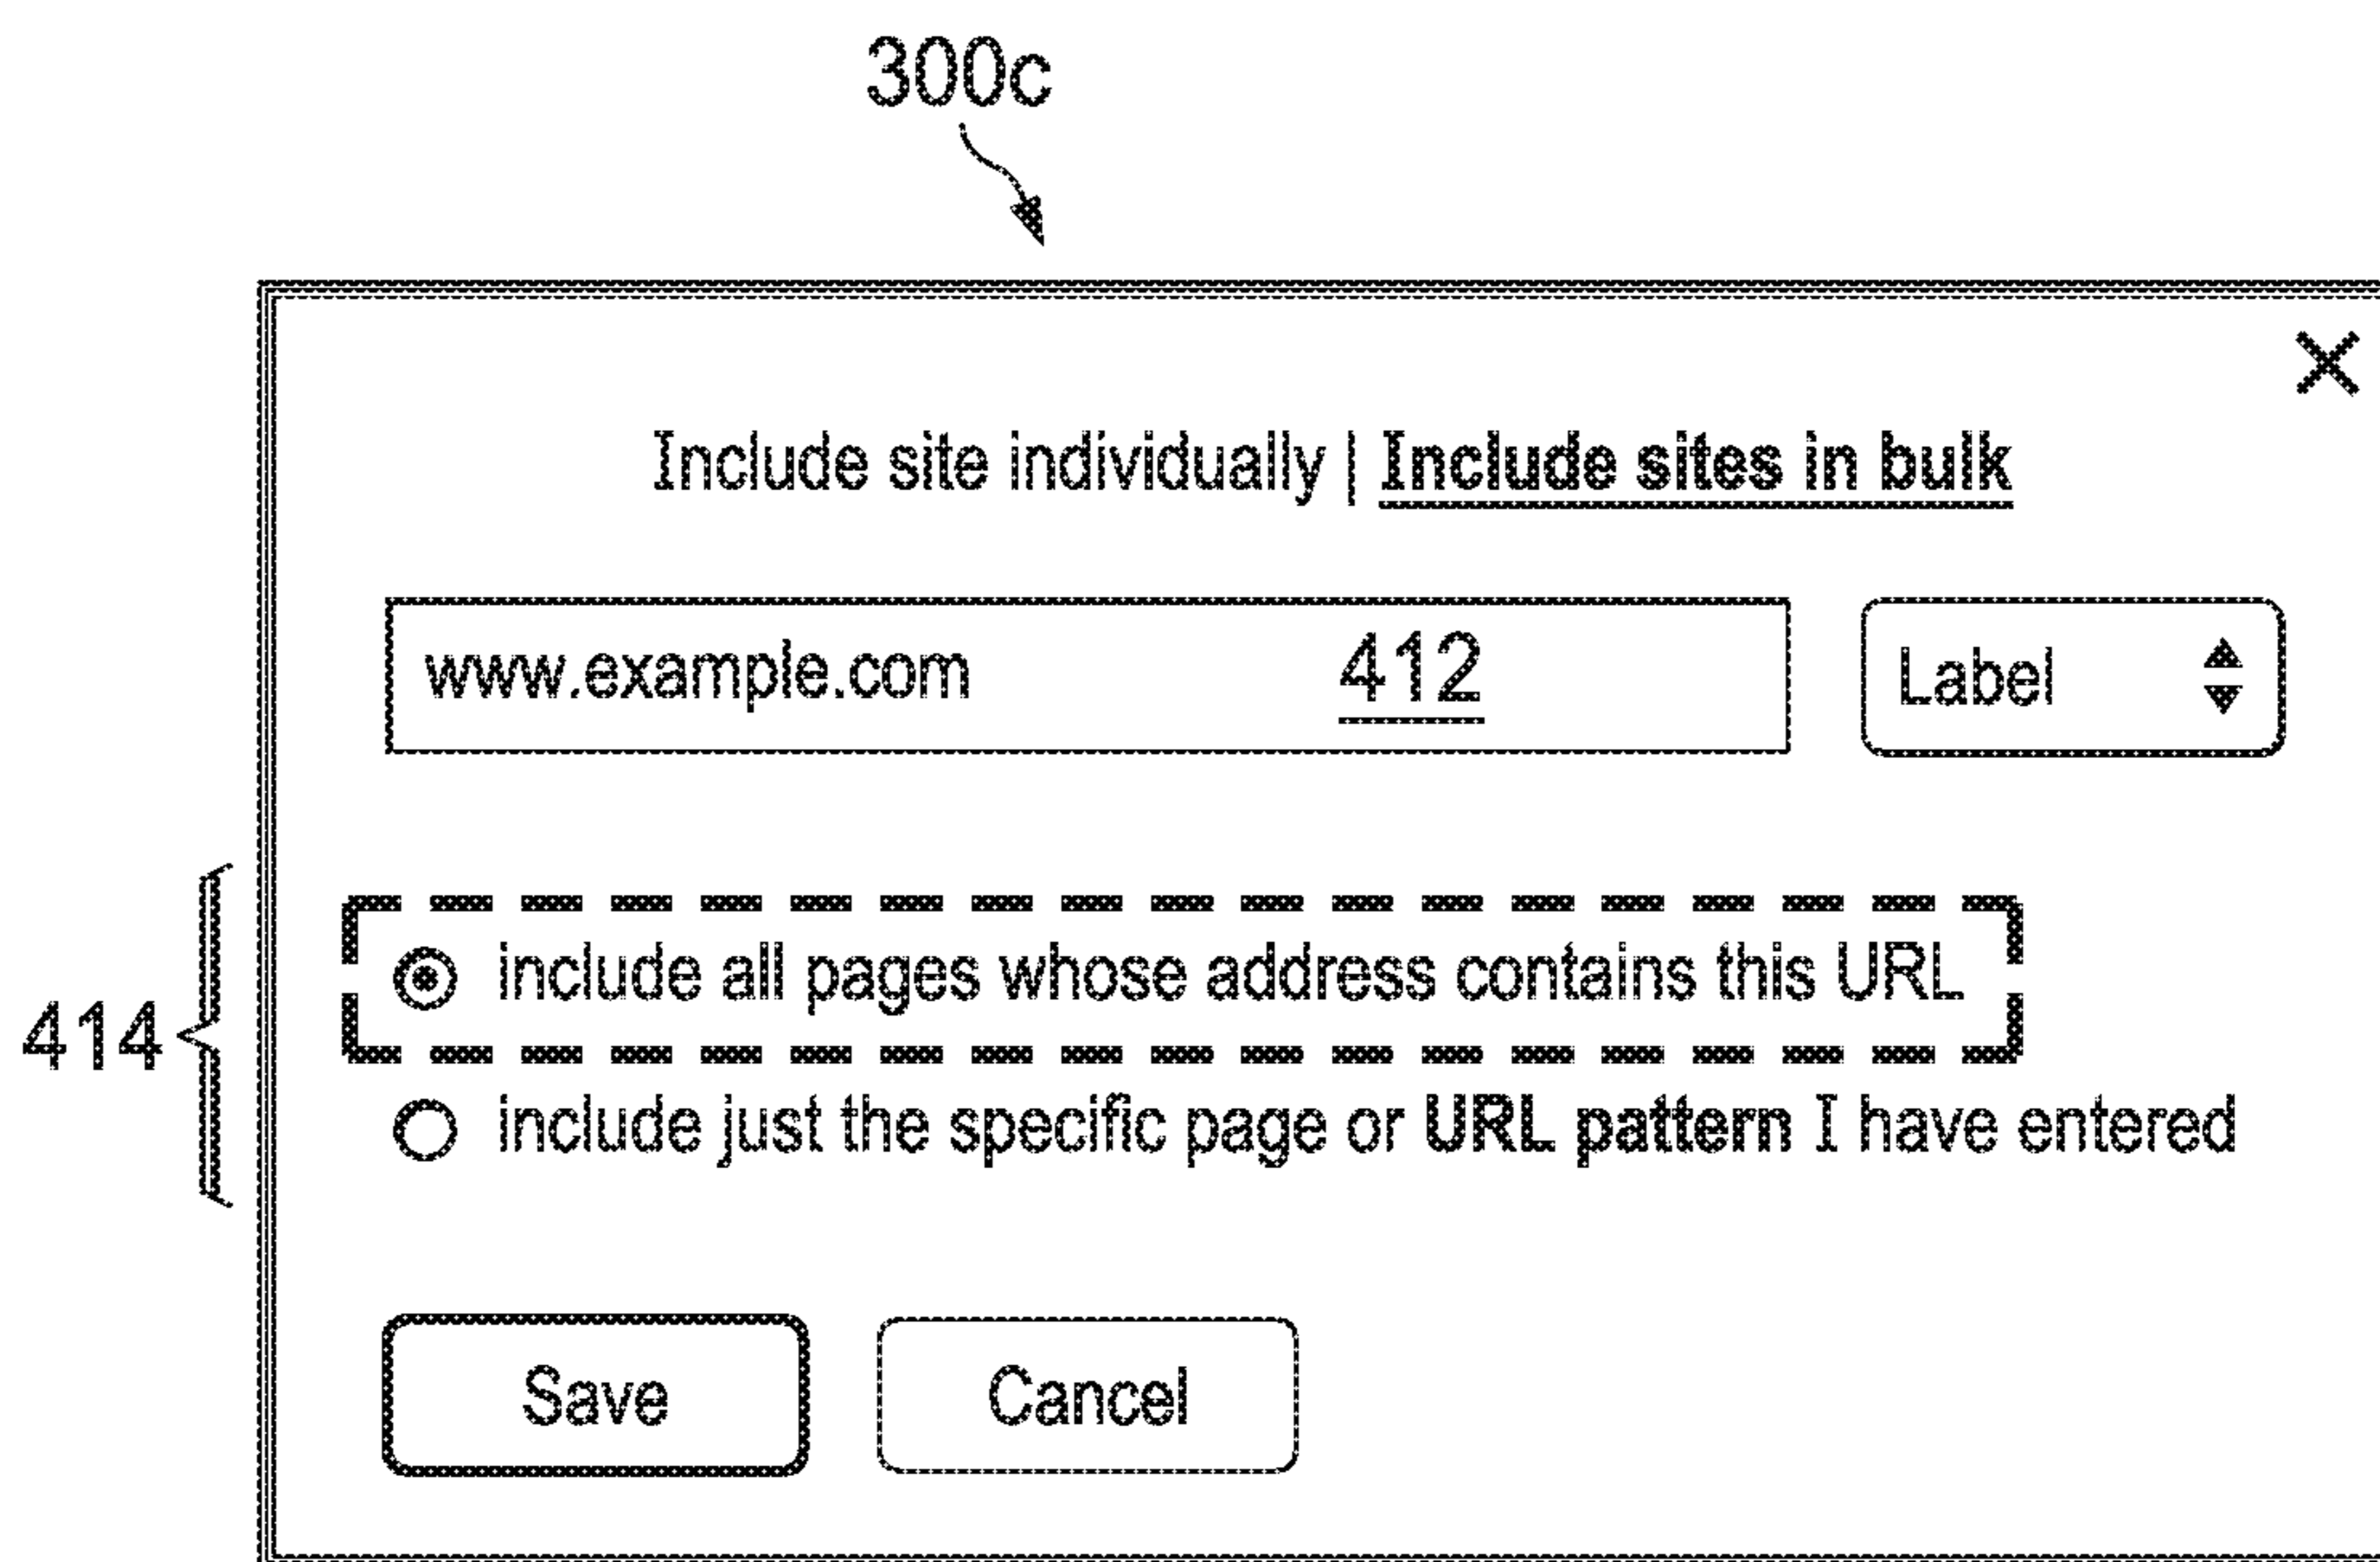 300c
Include site individually | Include sites in bulk
www.example.com 412 Label
414
include all pages whose address contains this URL
include just the specific page or URL pattern I have entered
Save Cancel